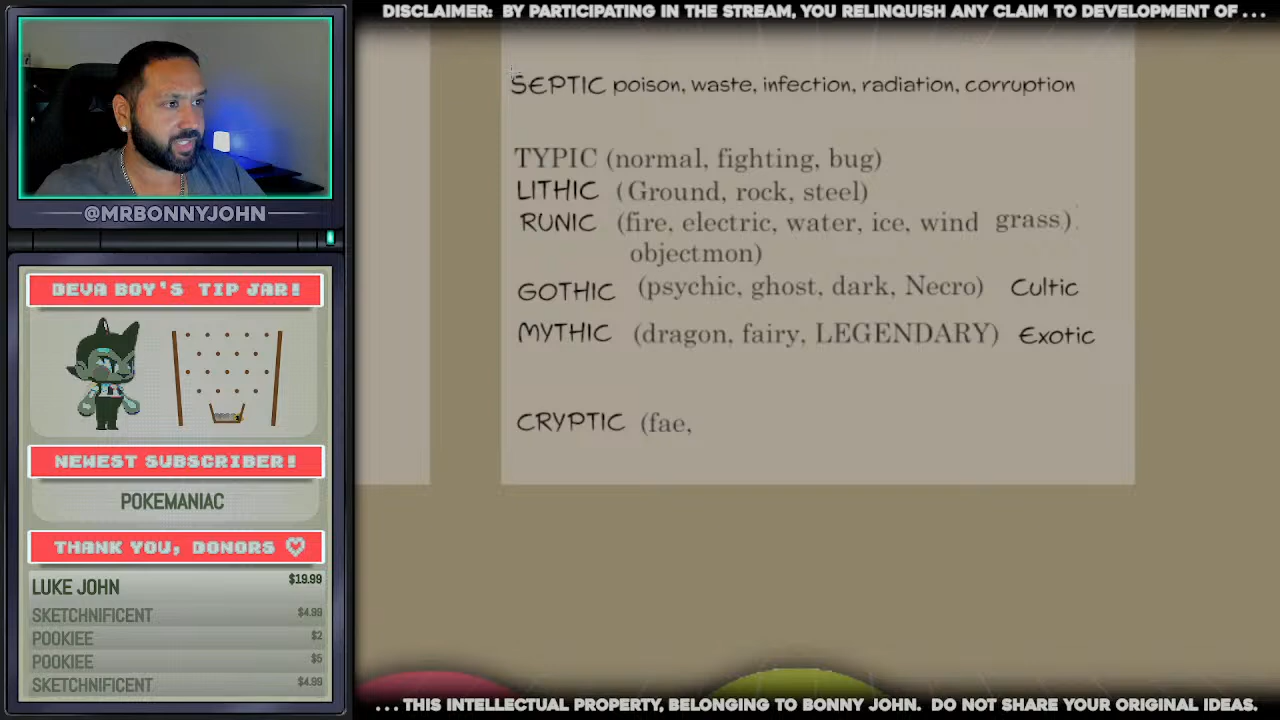 DISCLAIMER: BY PARTICIPATING IN THE STREAM, YOU RELINQUISH ANY CLAIM TO DEVELOPMENT OF . . .
@MRBONNYJOHN
DEVA BOY'S TIP JAR!
NEWEST SUBSCRIBER!
POKEMANIAC
THANK YOU, DONORS ♡
LUKE JOHN $19.99
SKETCHNIFICENT $4.99
POOKIEE $2
POOKIEE $5
SKETCHNIFICENT $4.99
SEPTIC poison, waste, infection, radiation, corruption
TYPIC (normal, fighting, bug)
LITHIC (Ground, rock, steel)
RUNIC (fire, electric, water, ice, wind grass)
objectmon)
GOTHIC (psychic, ghost, dark, Necro) Cultic
MYTHIC (dragon, fairy, LEGENDARY) Exotic
CRYPTIC (fae,
. . . THIS INTELLECTUAL PROPERTY, BELONGING TO BONNY JOHN. DO NOT SHARE YOUR ORIGINAL IDEAS.